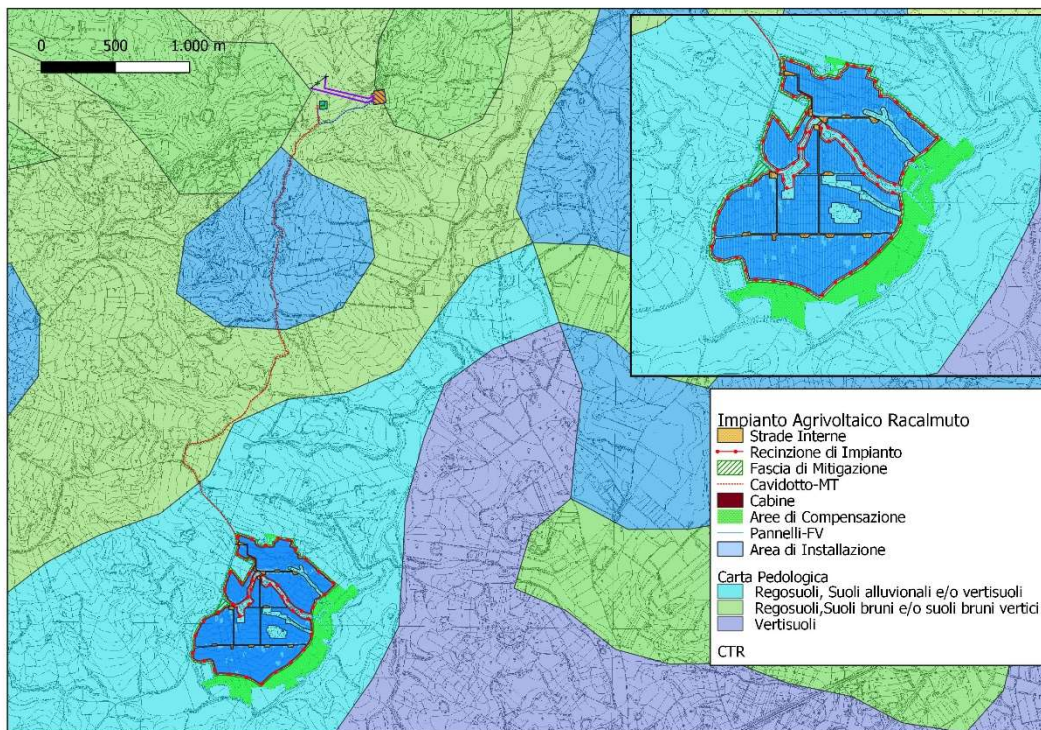 0 500 1.000 m
Impianto Agrivoltaico Racalmuto
Strade Interne
Recinzione di Impianto
Fascia di Mitigazione
Cavidotto-MT
Cabine
Aree di Compensazione
Pannelli-FV
Area di Installazione
Carta Pedologica
Regosuoli, Suoli alluvionali e/o vertisuoli
Regosuoli,Suoli bruni e/o suoli bruni vertici
Vertisuoli
CTR